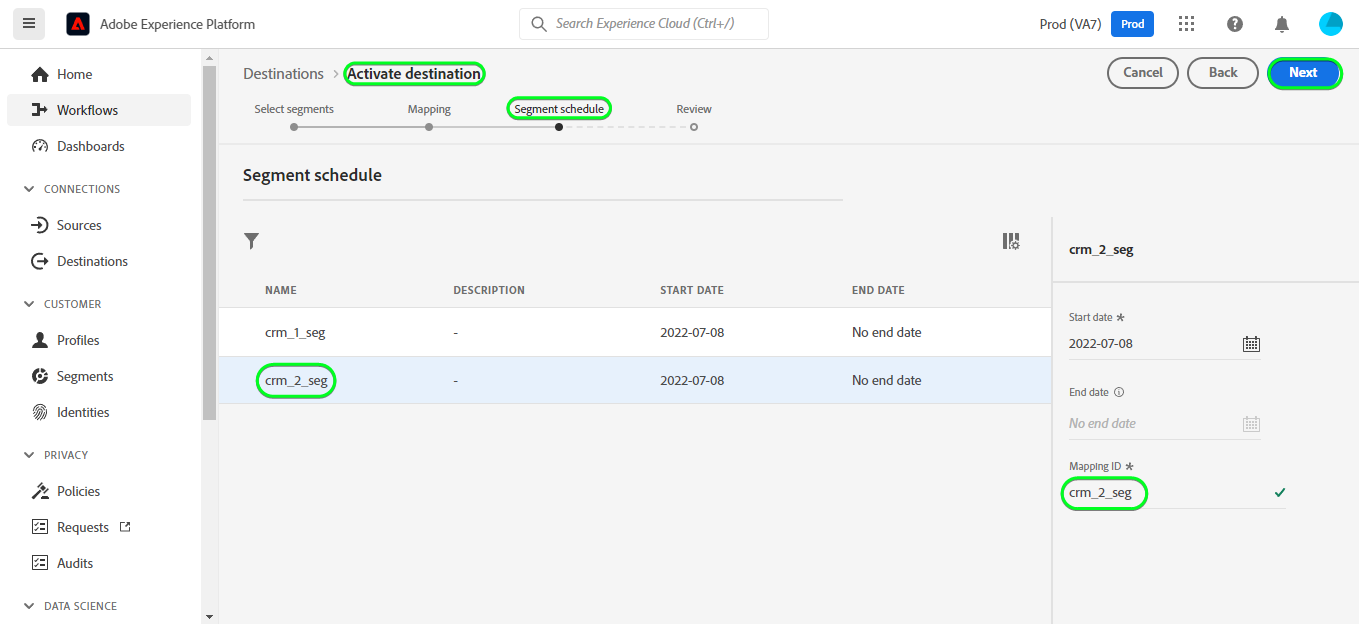 Adobe Experience Platform
Search Experience Cloud (Ctrl+/)
Prod (VA7)
Prod
Home
Workflows
Dashboards
CONNECTIONS
Sources
Destinations
CUSTOMER
Profiles
Segments
Identities
PRIVACY
Policies
Requests
Audits
DATA SCIENCE
Destinations > Activate destination
Cancel
Back
Next
Select segments
Mapping
Segment schedule
Review
Segment schedule
NAME DESCRIPTION START DATE END DATE
crm_1_seg - 2022-07-08 No end date
crm_2_seg - 2022-07-08 No end date
crm_2_seg
Start date *
2022-07-08
End date
No end date
Mapping ID *
crm_2_seg